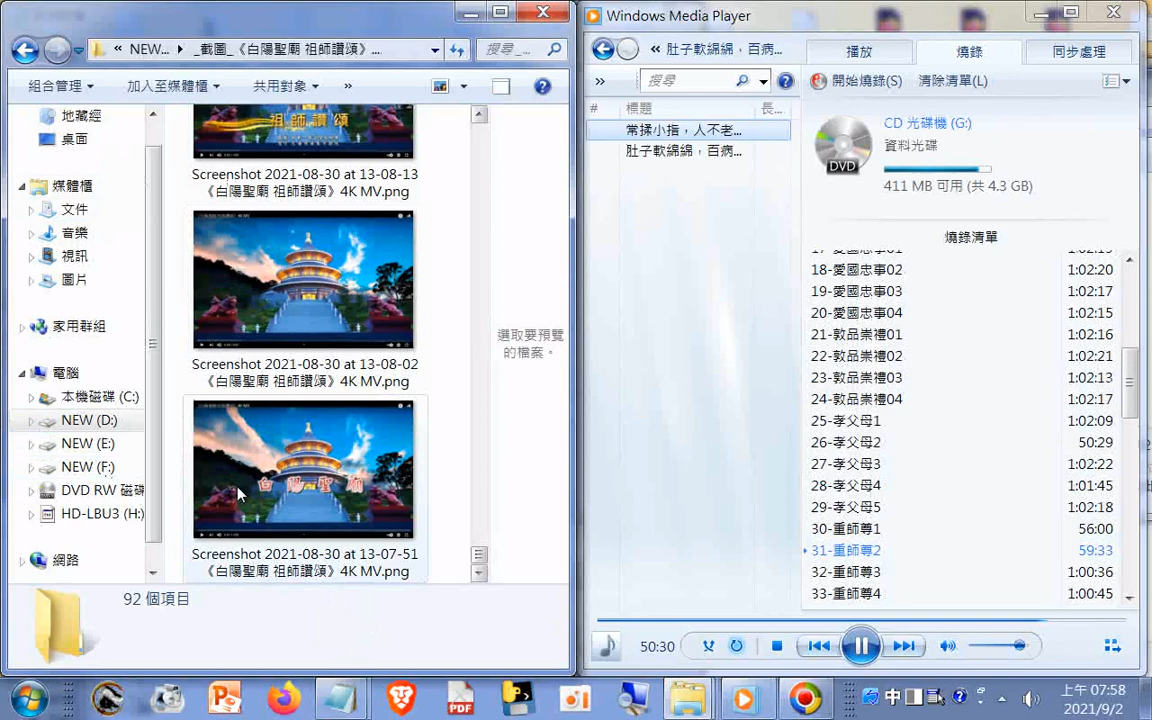 « NEW... ▸ _截圖_《白陽聖廟 祖師讚頌》...
搜尋_...
組合管理
加入至媒體櫃
共用對象
»
地藏經
桌面
媒體櫃
文件
音樂
視訊
圖片
家用群組
電腦
本機磁碟 (C:)
NEW (D:)
NEW (E:)
NEW (F:)
DVD RW 磁碟
HD-LBU3 (H:)
網路
祖師讚頌
Screenshot 2021-08-30 at 13-08-13
《白陽聖廟 祖師讚頌》4K MV.png
Screenshot 2021-08-30 at 13-08-02
《白陽聖廟 祖師讚頌》4K MV.png
白陽聖廟
Screenshot 2021-08-30 at 13-07-51
《白陽聖廟 祖師讚頌》4K MV.png
選取要預覽
的檔案。
92 個項目
Windows Media Player
« 肚子軟綿綿，百病...
播放
燒錄
同步處理
»
搜尋
開始燒錄(S)
清除清單(L)
#
標題
長...
常揉小指，人不老...
肚子軟綿綿，百病...
DVD
CD 光碟機 (G:)
資料光碟
411 MB 可用 (共 4.3 GB)
燒錄清單
18-愛國忠事02 1:02:20
19-愛國忠事03 1:02:17
20-愛國忠事04 1:02:15
21-敦品崇禮01 1:02:16
22-敦品崇禮02 1:02:21
23-敦品崇禮03 1:02:13
24-敦品崇禮04 1:02:17
25-孝父母1 1:02:09
26-孝父母2 50:29
27-孝父母3 1:02:22
28-孝父母4 1:01:45
29-孝父母5 1:02:18
30-重師尊1 56:00
31-重師尊2 59:33
32-重師尊3 1:00:36
33-重師尊4 1:00:45
50:30
PDF
中
上午 07:58
2021/9/2